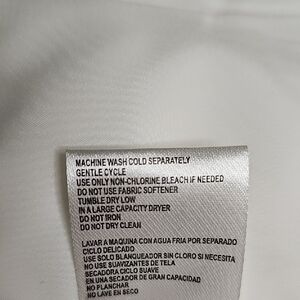 MACHINE WASH COLD SEPARATELY
GENTLE CYCLE
USE ONLY NON-CHLORINE BLEACH IF NEEDED
DO NOT USE FABRIC SOFTENER
TUMBLE DRY LOW
IN A LARGE CAPACITY DRYER
DO NOT IRON
DO NOT DRY CLEAN
LAVAR A MAQUINA CON AGUA FRIA POR SEPARADO
CICLO DELICADO
USE SOLO BLANQUEADOR SIN CLORO SI NECESITA
NO USE SUAVIZANTES DE TELA
SECADORA CICLO SUAVE
EN UNA SECADOR DE GRAN CAPACIDAD
NO PLANCHAR
NO LAVE EN SECO